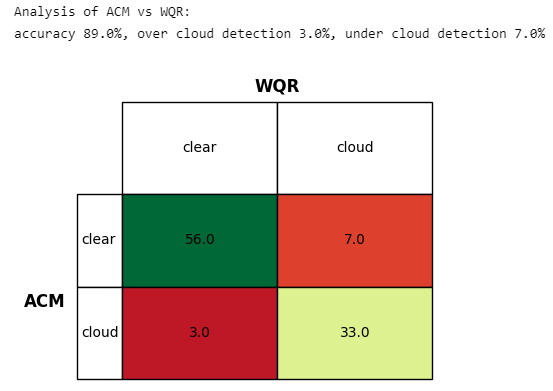 Analysis of ACM vs WQR:
accuracy 89.0%, over cloud detection 3.0%, under cloud detection 7.0%
WQR
clear cloud
clear 56.0 7.0
ACM
cloud 3.0 33.0